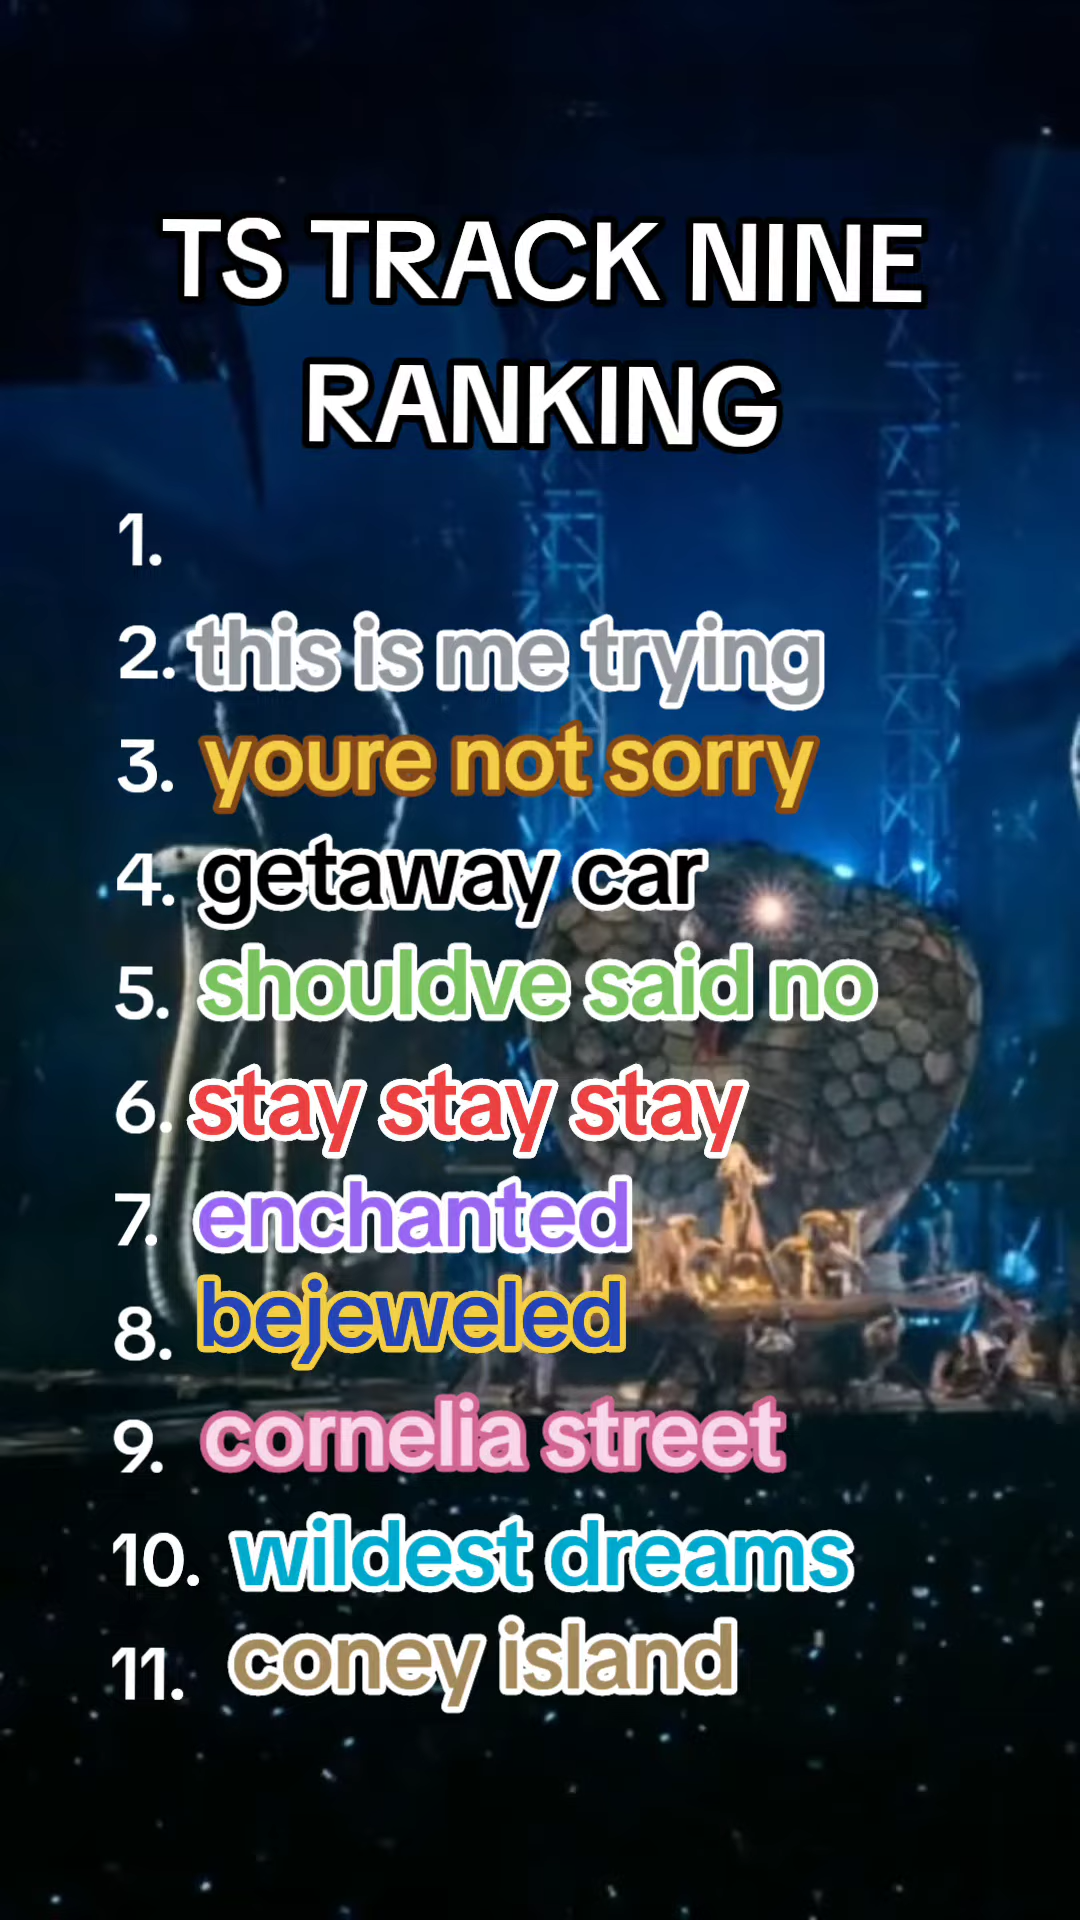 TS TRACK NINE
RANKING
1.
2. this is me trying
3. youre not sorry
4. getaway car
5. shouldve said no
6. stay stay stay
7. enchanted
8. bejeweled
9. cornelia street
10. wildest dreams
11. coney island